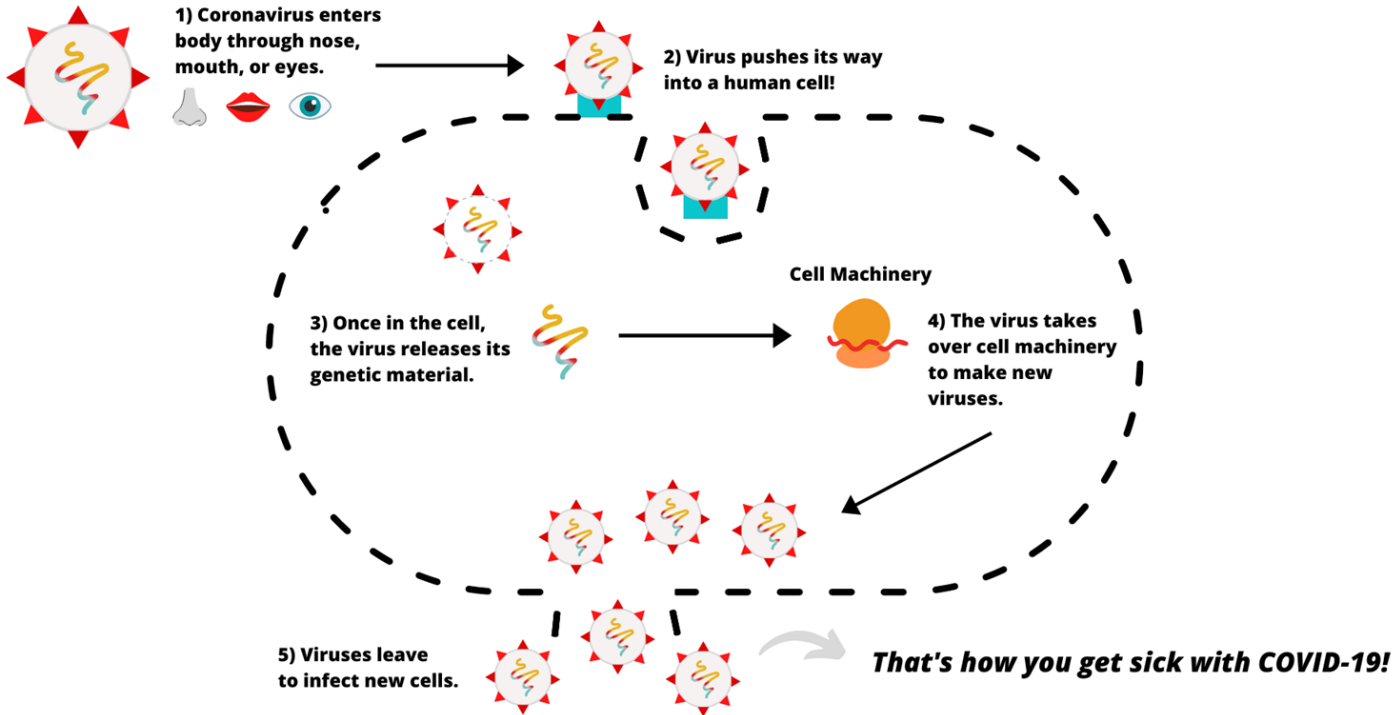 1) Coronavirus enters
body through nose,
mouth, or eyes.
2) Virus pushes its way
into a human cell!
3) Once in the cell,
the virus releases its
genetic material.
Cell Machinery
4) The virus takes
over cell machinery
to make new
viruses.
5) Viruses leave
to infect new cells.
That's how you get sick with COVID-19!